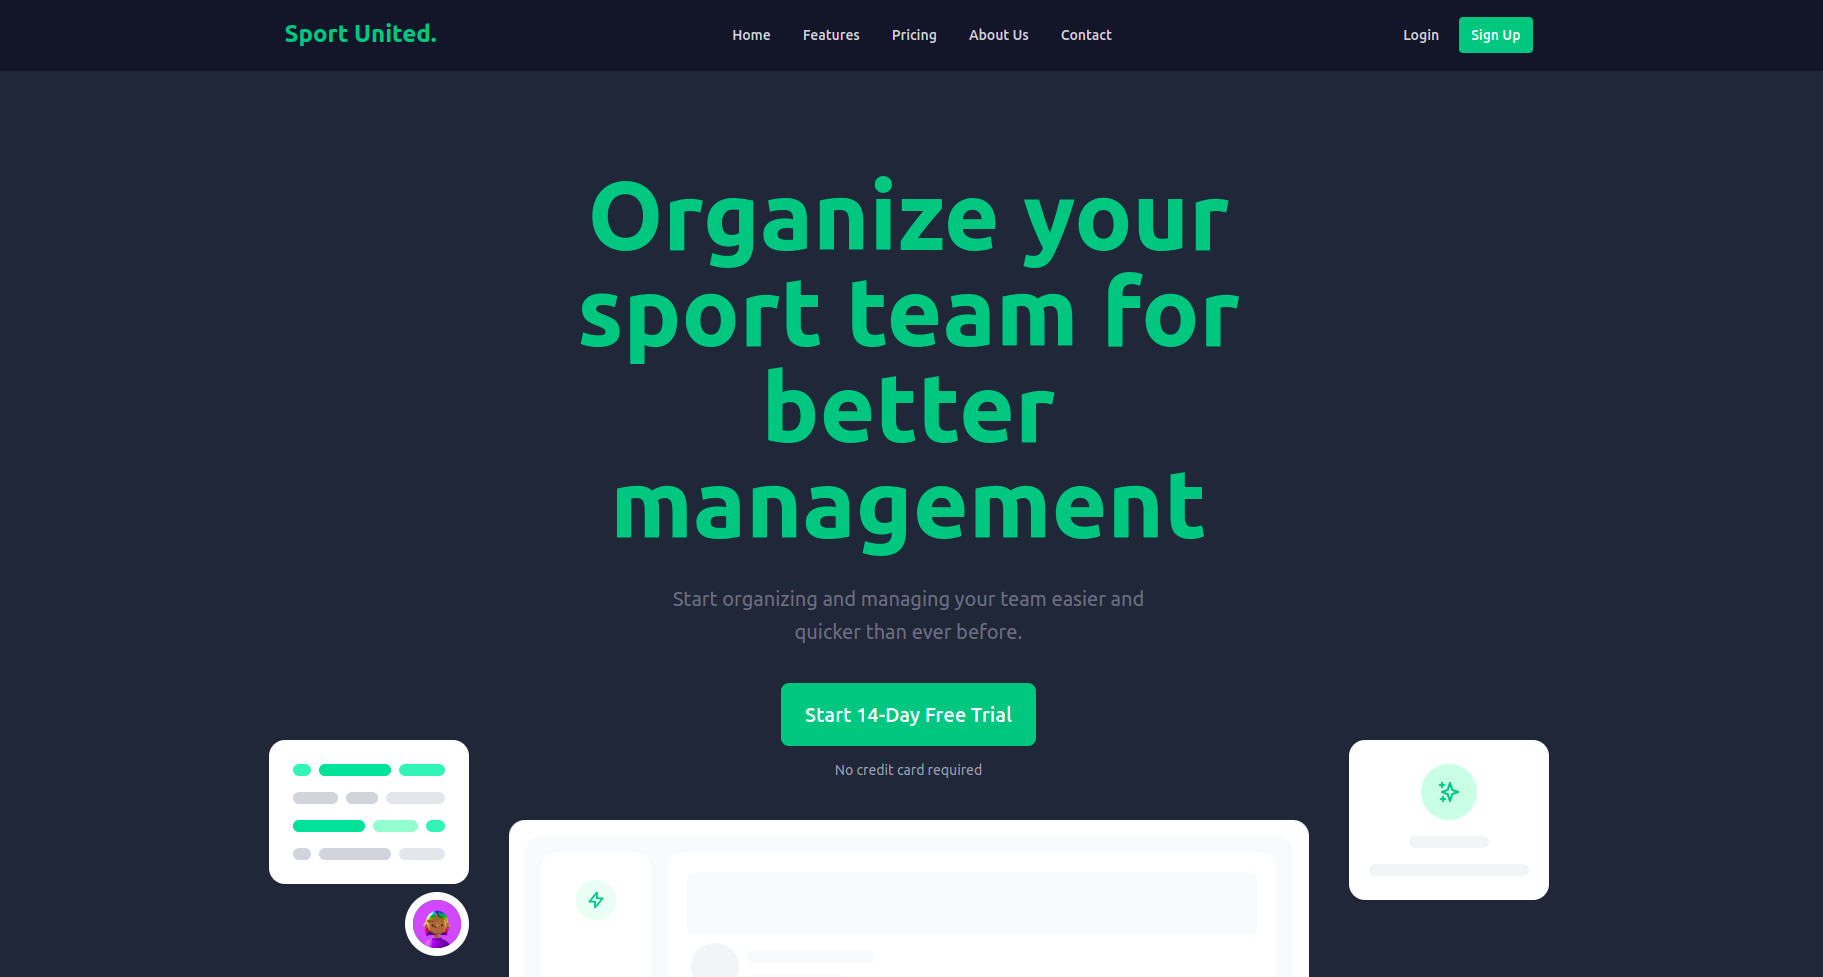 Sport United.
Home
Features
Pricing
About Us
Contact
Login
Sign Up
Organize your
sport team for
better
management
Start organizing and managing your team easier and
quicker than ever before.
Start 14-Day Free Trial
No credit card required